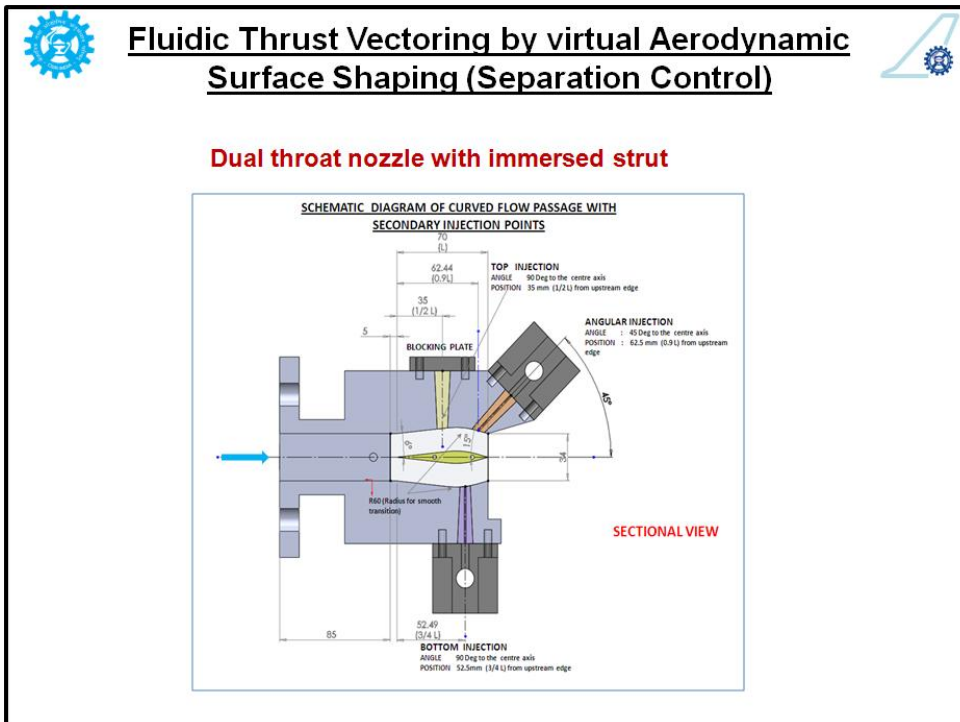 Fluidic Thrust Vectoring by virtual Aerodynamic
Surface Shaping (Separation Control)
Dual throat nozzle with immersed strut
SCHEMATIC DIAGRAM OF CURVED FLOW PASSAGE WITH
SECONDARY INJECTION POINTS
70
(L)
62.44
(0.9L)
35
(1/2 L)
5
TOP INJECTION
ANGLE 90 Deg to the centre axis
POSITION 35 mm (1/2 L) from upstream edge
ANGULAR INJECTION
ANGLE : 45 Deg to the centre axis
POSITION : 62.5 mm (0.9 L) from upstream
edge
BLOCKING PLATE
45°
9°
15°
34
R60 (Radius for smooth
transition)
SECTIONAL VIEW
85
52.49
(3/4 L)
BOTTOM INJECTION
ANGLE 90 Deg to the centre axis
POSITION 52.5mm (3/4 L) from upstream edge